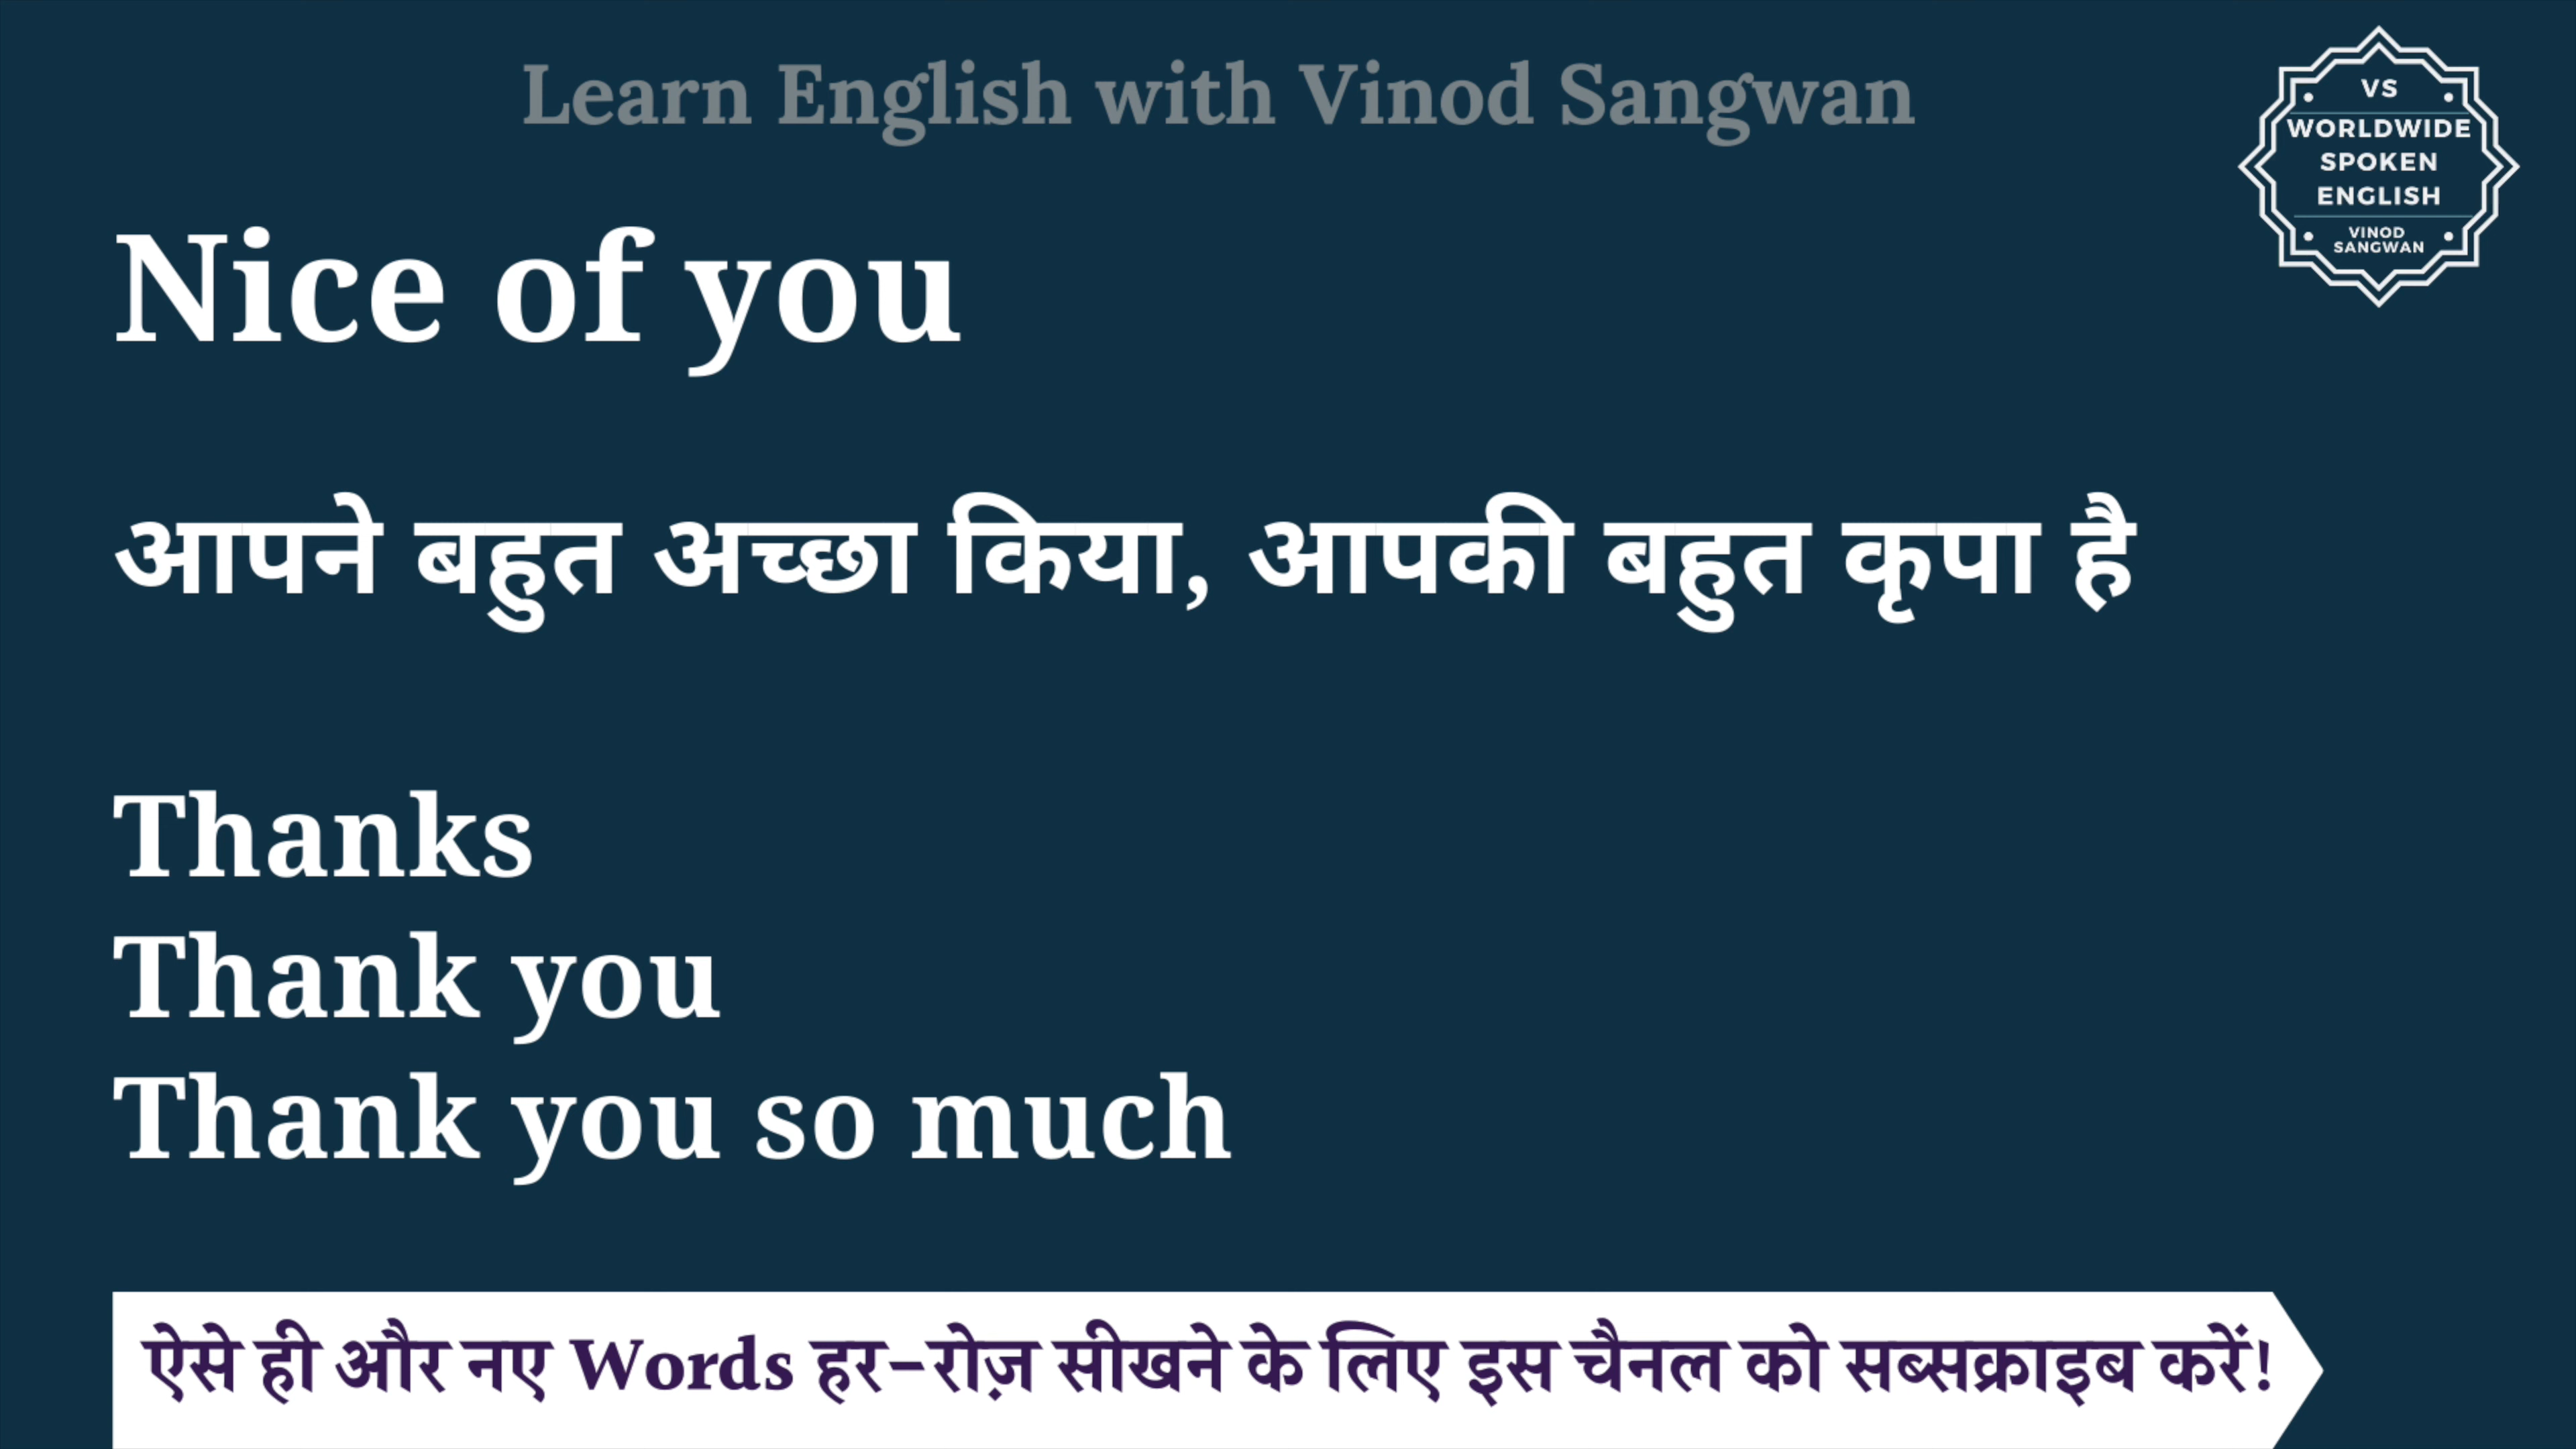 Learn English with Vinod Sangwan
VS
WORLDWIDE
SPOKEN
ENGLISH
VINOD
SANGWAN
Nice of you
आपने बहुत अच्छा किया, आपकी बहुत कृपा है
Thanks
Thank you
Thank you so much
ऐसे ही और नए Words हर-रोज़ सीखने के लिए इस चैनल को सब्सक्राइब करें!